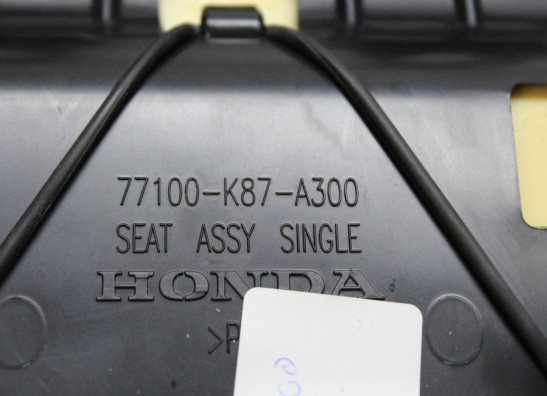 77100-K87-A300
SEAT ASSY SINGLE
HONDA
>P